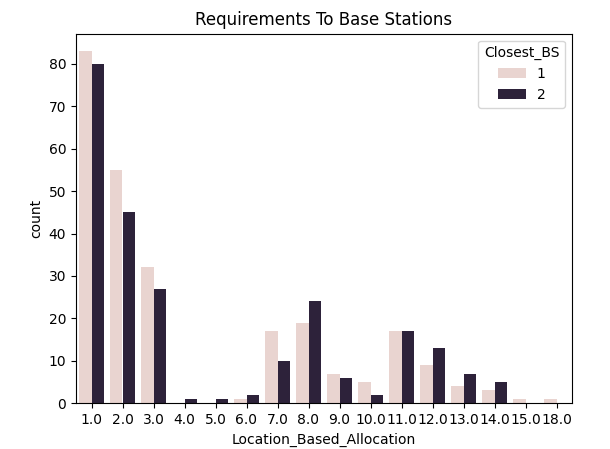 Requirements To Base Stations
Closest_BS
1
2
80
70
60
50
40
30
20
10
0
count
1.0 2.0 3.0 4.0 5.0 6.0 7.0 8.0 9.0 10.0 11.0 12.0 13.0 14.0 15.0 18.0
Location_Based_Allocation